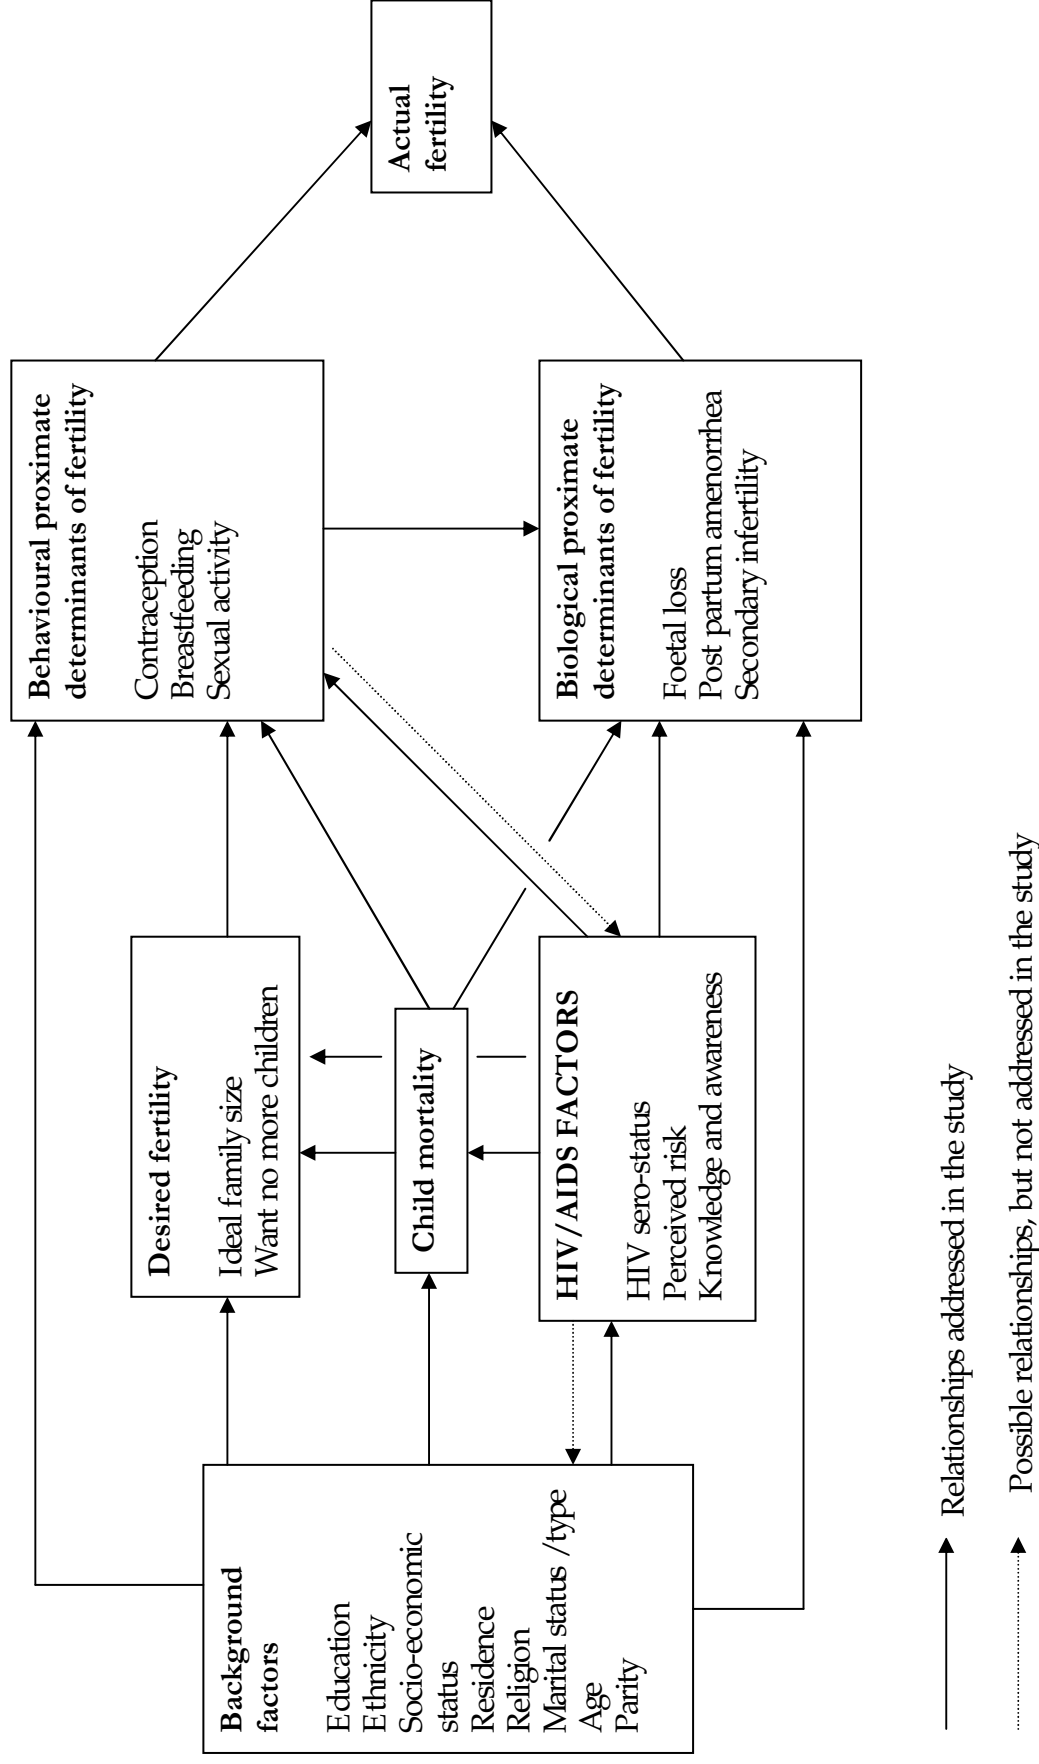 Background
factors
Education
Ethnicity
Socio-economic
status
Residence
Religion
Marital status /type
Age
Parity
Desired fertility
Ideal family size
Want no more children
Child mortality
HIV/AIDS FACTORS
HIV sero-status
Perceived risk
Knowledge and awareness
Behavioural proximate
determinants of fertility
Contraception
Breastfeeding
Sexual activity
Biological proximate
determinants of fertility
Foetal loss
Post partum amenorrhea
Secondary infertility
Actual
fertility
Relationships addressed in the study
Possible relationships, but not addressed in the study